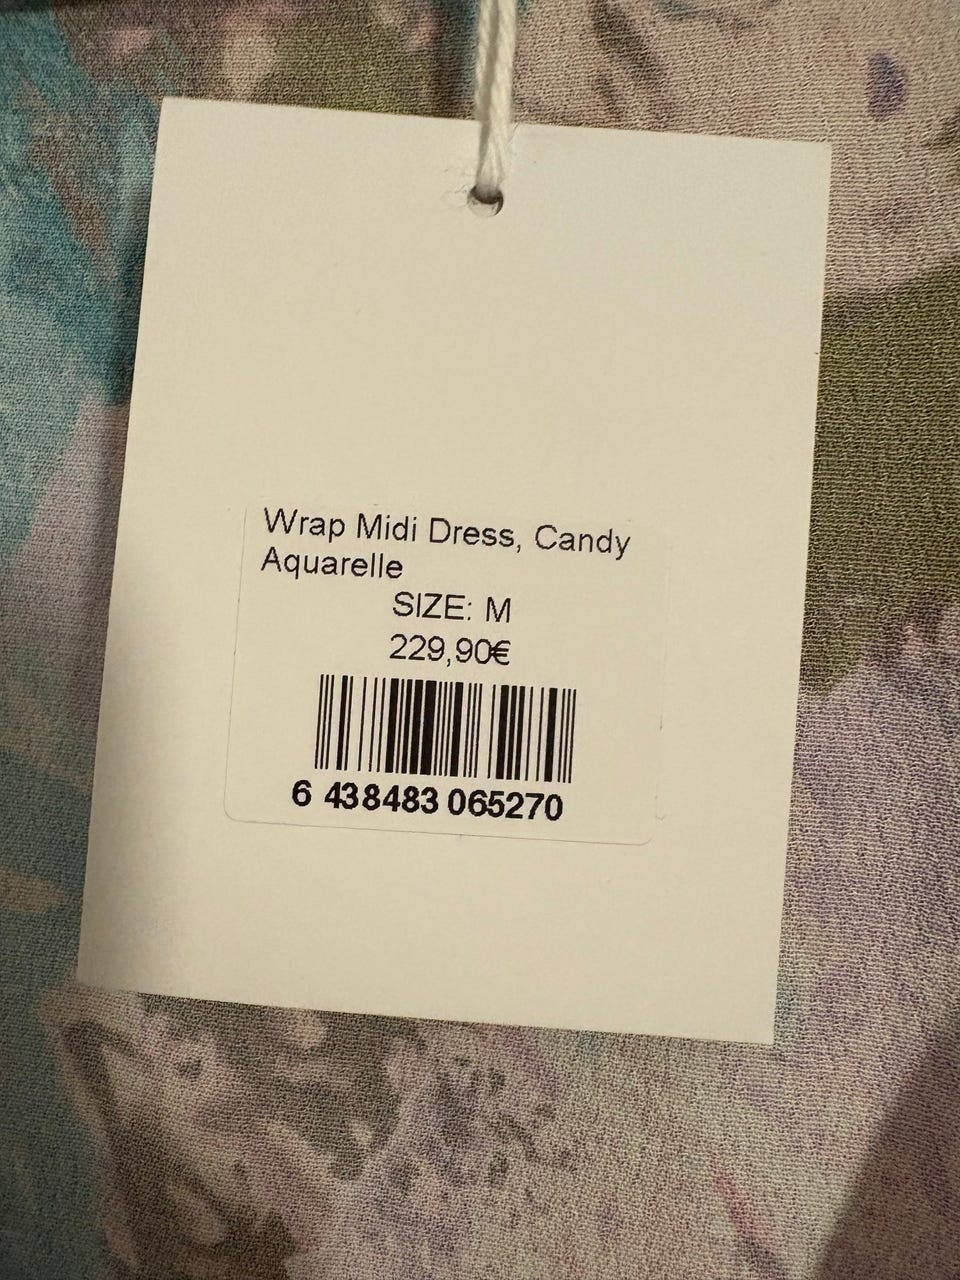 Wrap Midi Dress, Candy
Aquarelle
SIZE: M
229,90€
6 438483 065270